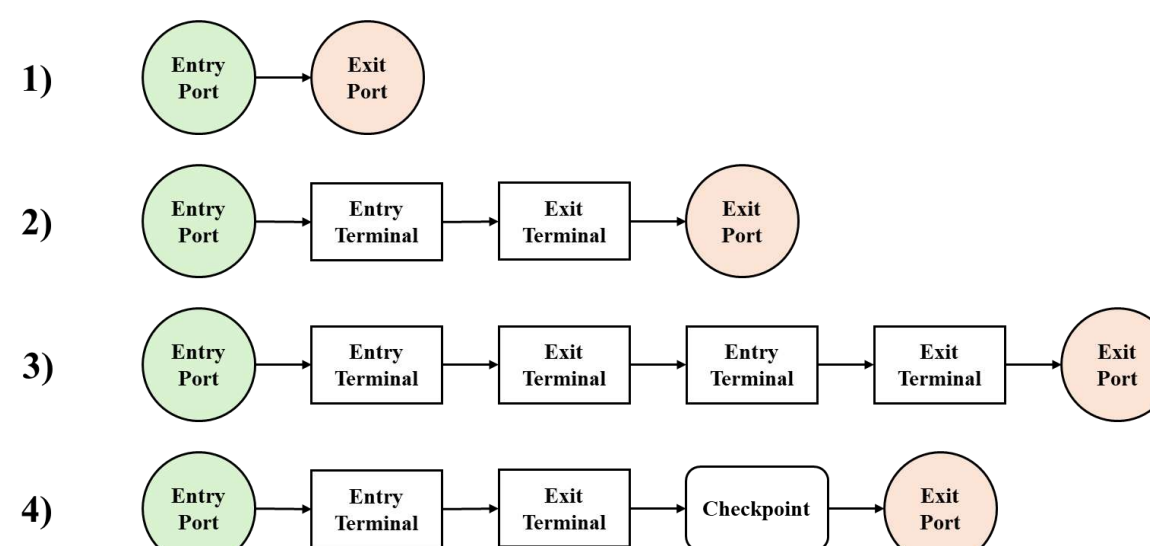 1)
Entry
Port
Exit
Port
2)
Entry
Port
Entry
Terminal
Exit
Terminal
Exit
Port
3)
Entry
Port
Entry
Terminal
Exit
Terminal
Entry
Terminal
Exit
Terminal
Exit
Port
4)
Entry
Port
Entry
Terminal
Exit
Terminal
Checkpoint
Exit
Port